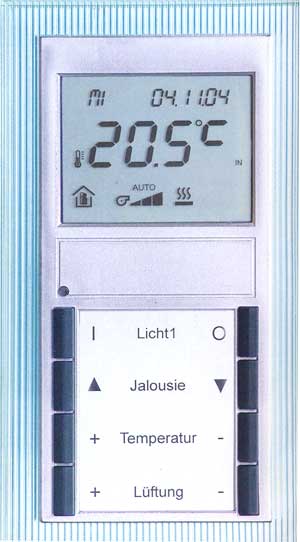 MI 04.11.04
20.5°C
IN
AUTO
I Licht1 O
▲ Jalousie ▼
+ Temperatur -
+ Lüftung -